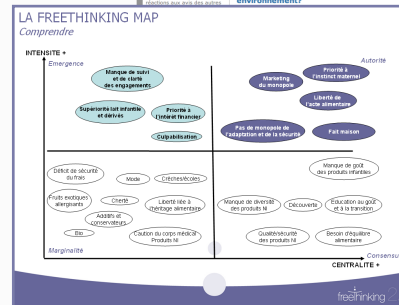 réactions aux avis des autres
environnement?
LA FREETHINKING MAP
Comprendre
INTENSITE +
Emergence
Autorité
Manque de suivi
et de clarté
des engagements
Marketing
du monopole
Priorité à
l'instinct maternel
Supériorité lait infantile
et dérivés
Priorité à
l'intérêt financier
Liberté de
l'acte alimentaire
Culpabilisation
Pas de monopole de
l'adaptation et de la sécurité
Fait maison
Déficit de sécurité
du frais
Mode
Crèches/écoles
Manque de goût
des produits infantiles
Fruits exotiques
allergisants
Cherté
Liberté liée à
l'héritage alimentaire
Manque de diversité
des produits NI
Découverte
Education au goût
et à la transition
Additifs et
conservateurs
Bio
Caution du corps médical
Produits NI
Qualité/sécurité
des produits NI
Besoin d'équilibre
alimentaire
Marginalité
Consensu
CENTRALITE +
freethinking